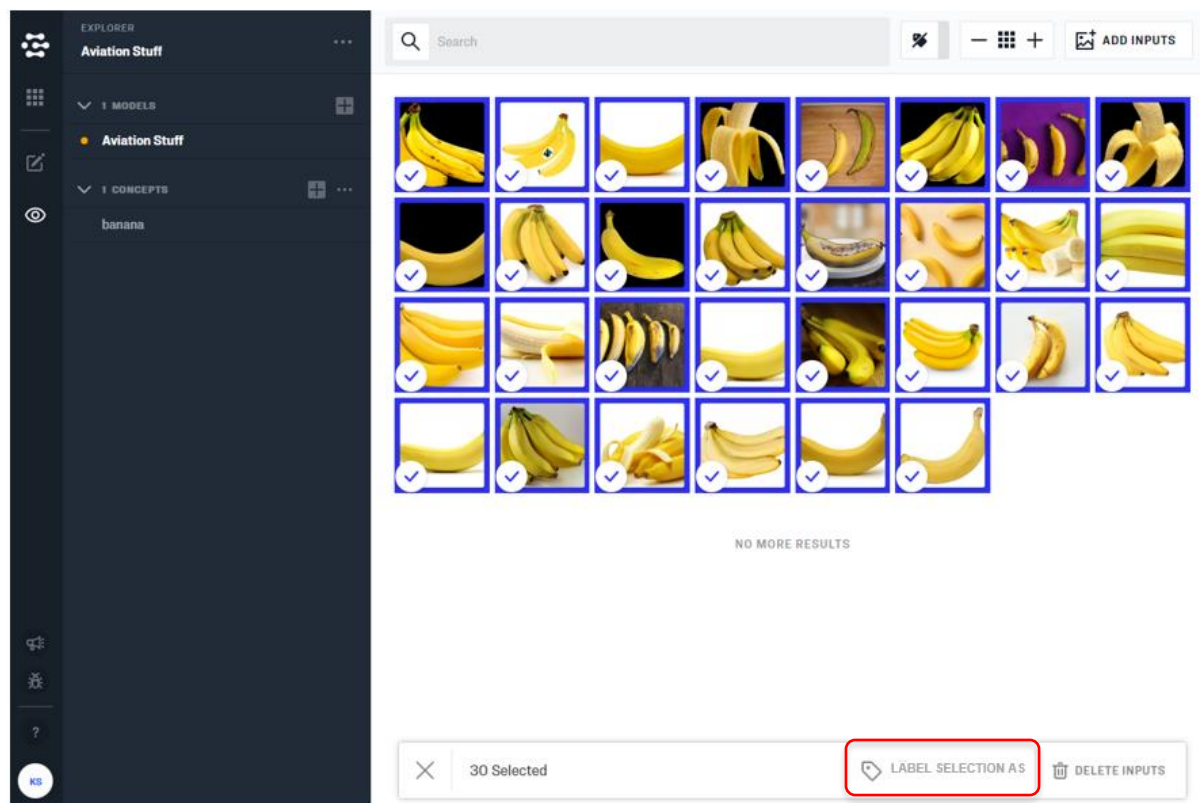 EXPLORER
Aviation Stuff
Search
ADD INPUTS
1 MODELS
Aviation Stuff
1 CONCEPTS
banana
NO MORE RESULTS
?
KS
30 Selected
LABEL SELECTION AS
DELETE INPUTS